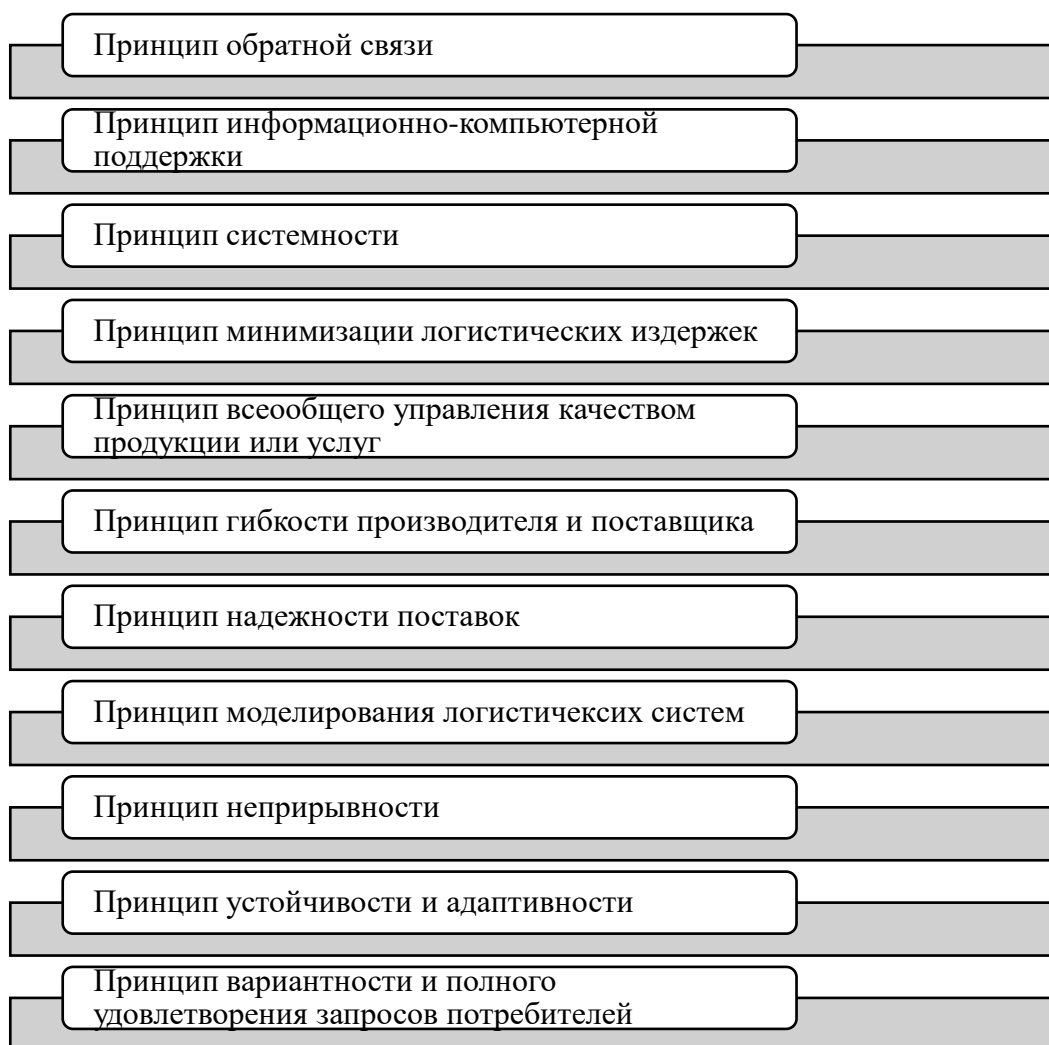 Принцип обратной связи
Принцип информационно-компьютерной
поддержки
Принцип системности
Принцип минимизации логистических издержек
Принцип всеообщего управления качеством
продукции или услуг
Принцип гибкости производителя и поставщика
Принцип надежности поставок
Принцип моделирования логистичексих систем
Принцип неприрывности
Принцип устойчивости и адаптивности
Принцип вариантности и полного
удовлетворения запросов потребителей